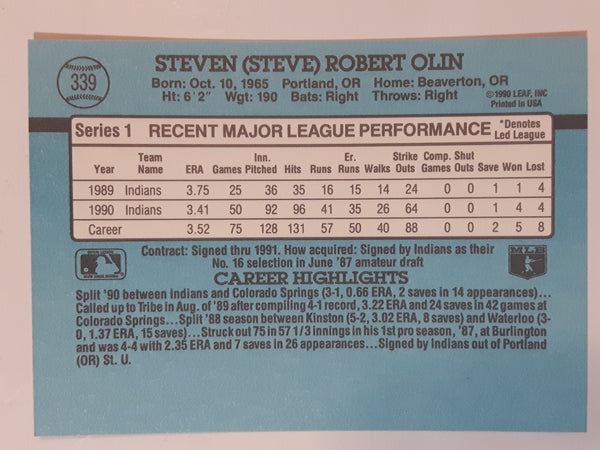 339
STEVEN (STEVE) ROBERT OLIN
Born: Oct. 10, 1965 Portland, OR Home: Beaverton, OR
Ht: 6'2" Wgt: 190 Bats: Right Throws: Right
©1990 LEAF, INC
Printed in USA
Series 1 RECENT MAJOR LEAGUE PERFORMANCE
*Denotes
Led League
Team Inn. Er. Strike Comp. Shut
Year Name ERA Games Pitched Hits Runs Runs Walks Outs Games Outs Save Won Lost
1989 Indians 3.75 25 36 35 16 15 14 24 0 0 1 1 4
1990 Indians 3.41 50 92 96 41 35 26 64 0 0 1 4 4
Career 3.52 75 128 131 57 50 40 88 0 0 2 5 8
Contract: Signed thru 1991. How acquired: Signed by Indians as their
No. 16 selection in June '87 amateur draft
MLB
CAREER HIGHLIGHTS
Split '90 between indians and Colorado Springs (3-1, 0.66 ERA, 2 saves in 14 appearances)...
Called up to Tribe in Aug. of '89 after compiling 4-1 record, 3.22 ERA and 24 saves in 42 games at
Colorado Springs...Split '88 season between Kinston (5-2, 3.02 ERA, 8 saves) and Waterloo (3-
0, 1.37 ERA, 15 saves)...Struck out 75 in 57 1/3 innings in his 1st pro season, '87, at Burlington
and was 4-4 with 2.35 ERA and 7 saves in 26 appearances...Signed by Indians out of Portland
(OR) St. U.